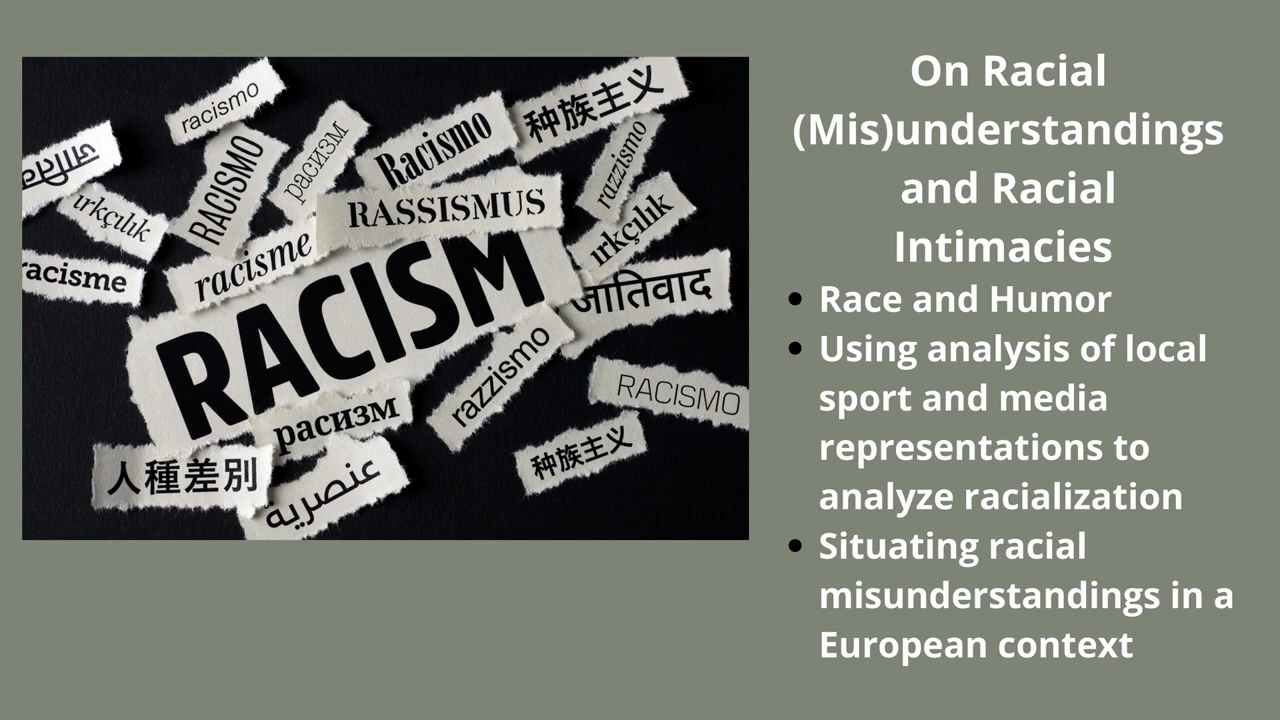 racismo
RACISMO
расизм
Racismo
种族主义
razzismo
ırkçılık
racisme
RASSISMUS
ırkçılık
racisme
RACISM
जातिवाद
razzismo
RACISMO
расизм
人種差別
عنصرية
种族主义
On Racial
(Mis)understandings
and Racial
Intimacies
• Race and Humor
• Using analysis of local
sport and media
representations to
analyze racialization
• Situating racial
misunderstandings in a
European context